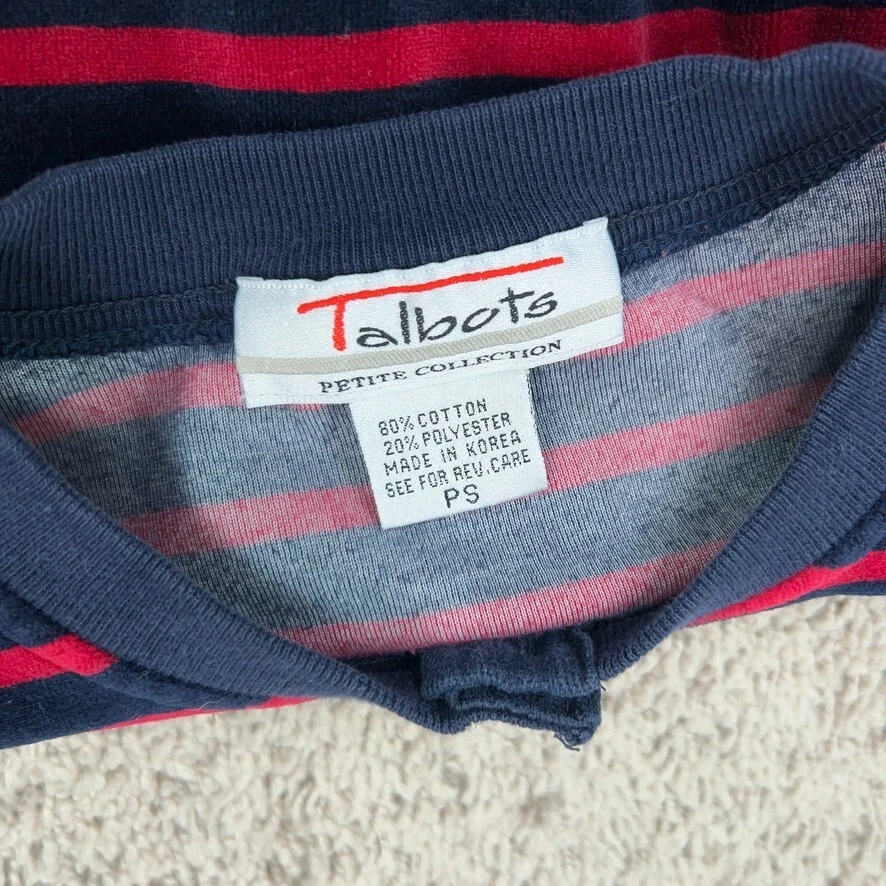 Talbots
PETITE COLLECTION
80% COTTON
20% POLYESTER
MADE IN KOREA
SEE FOR REV. CARE
PS